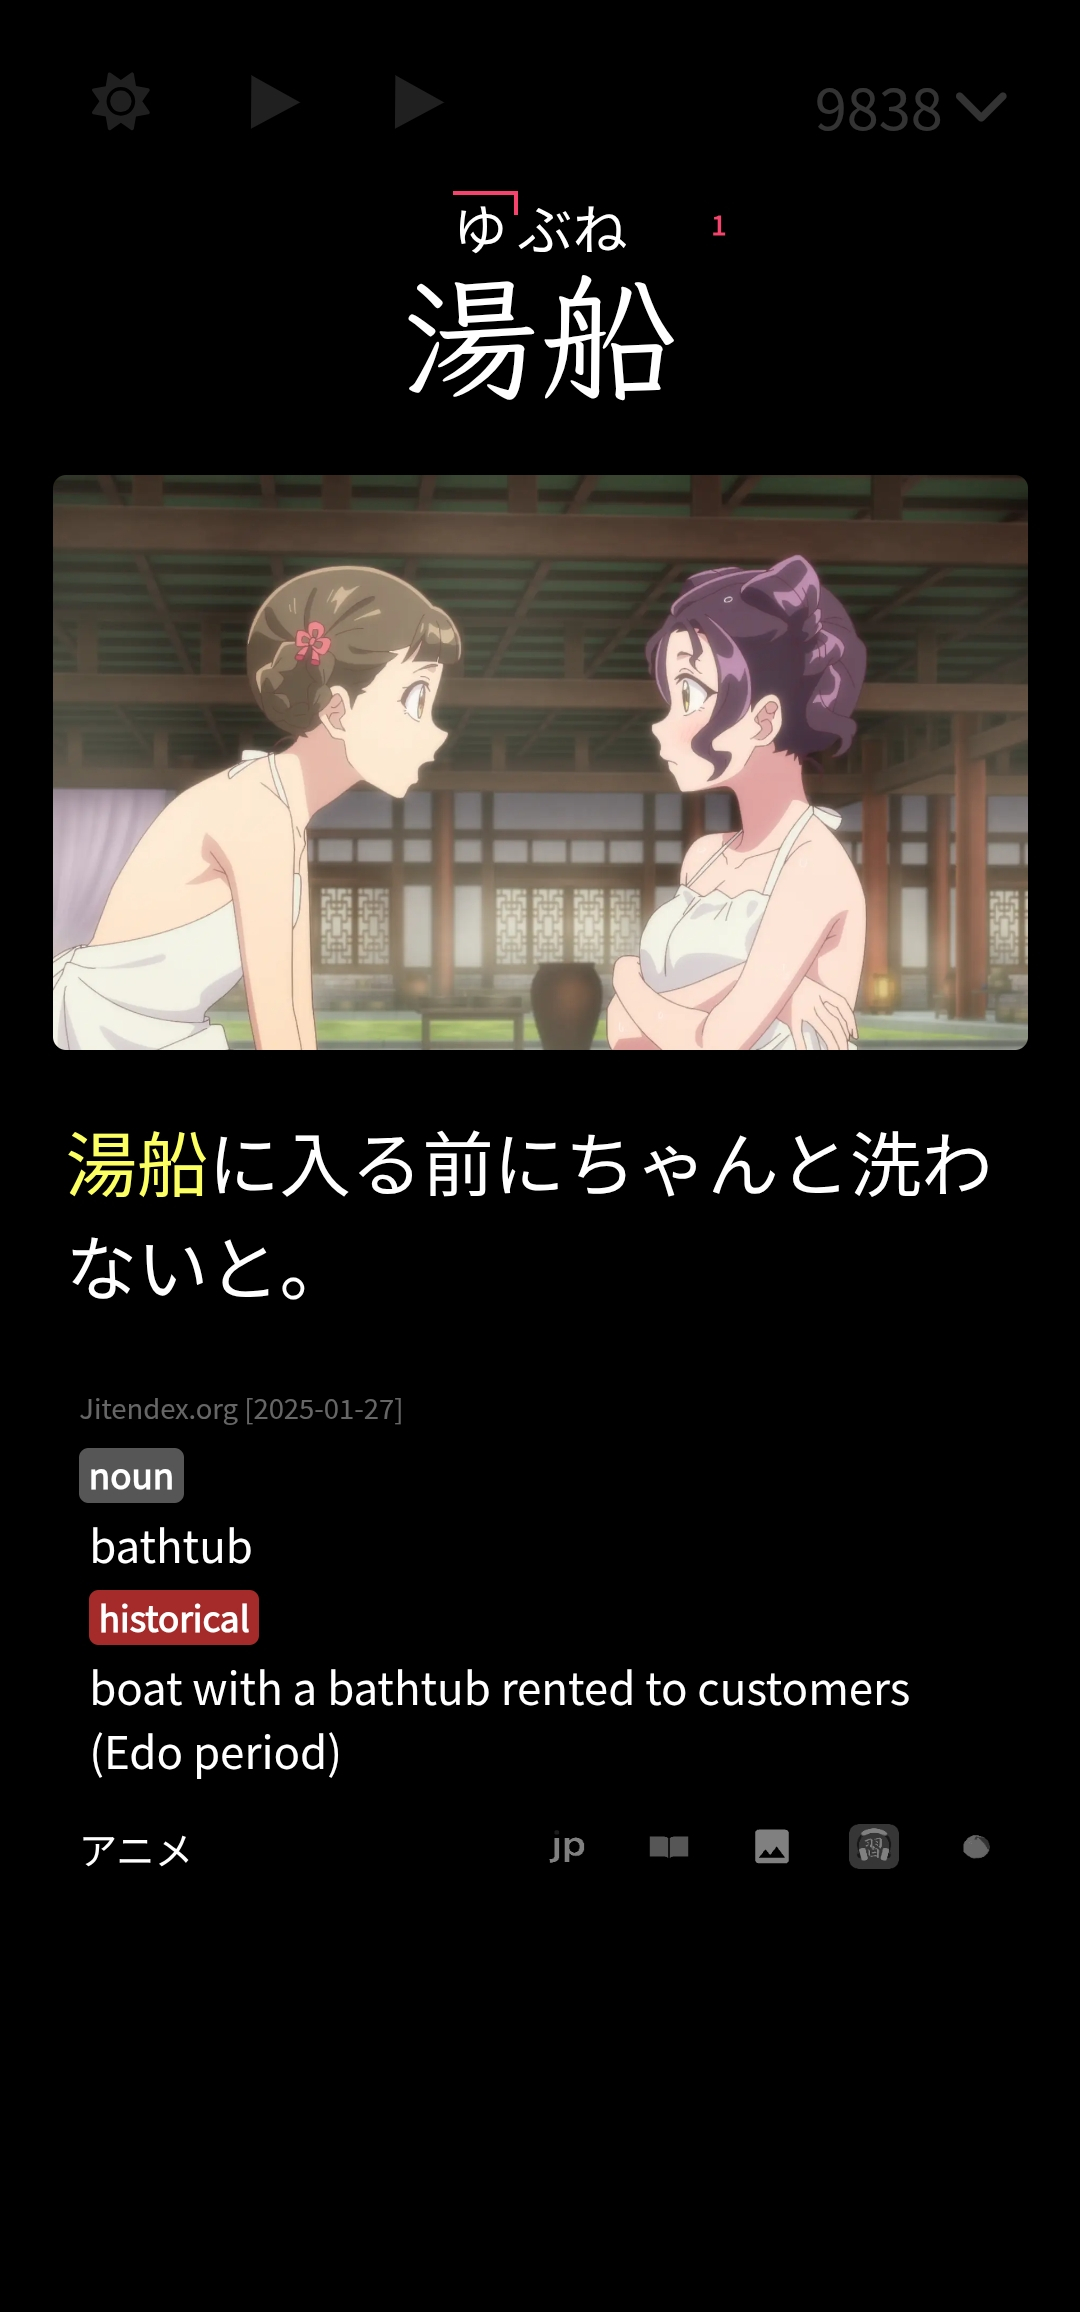 9838
ゆぶね 1
湯船
湯船に入る前にちゃんと洗わ
ないと。
Jitendex.org [2025-01-27]
noun
bathtub
historical
boat with a bathtub rented to customers
(Edo period)
アニメ jp